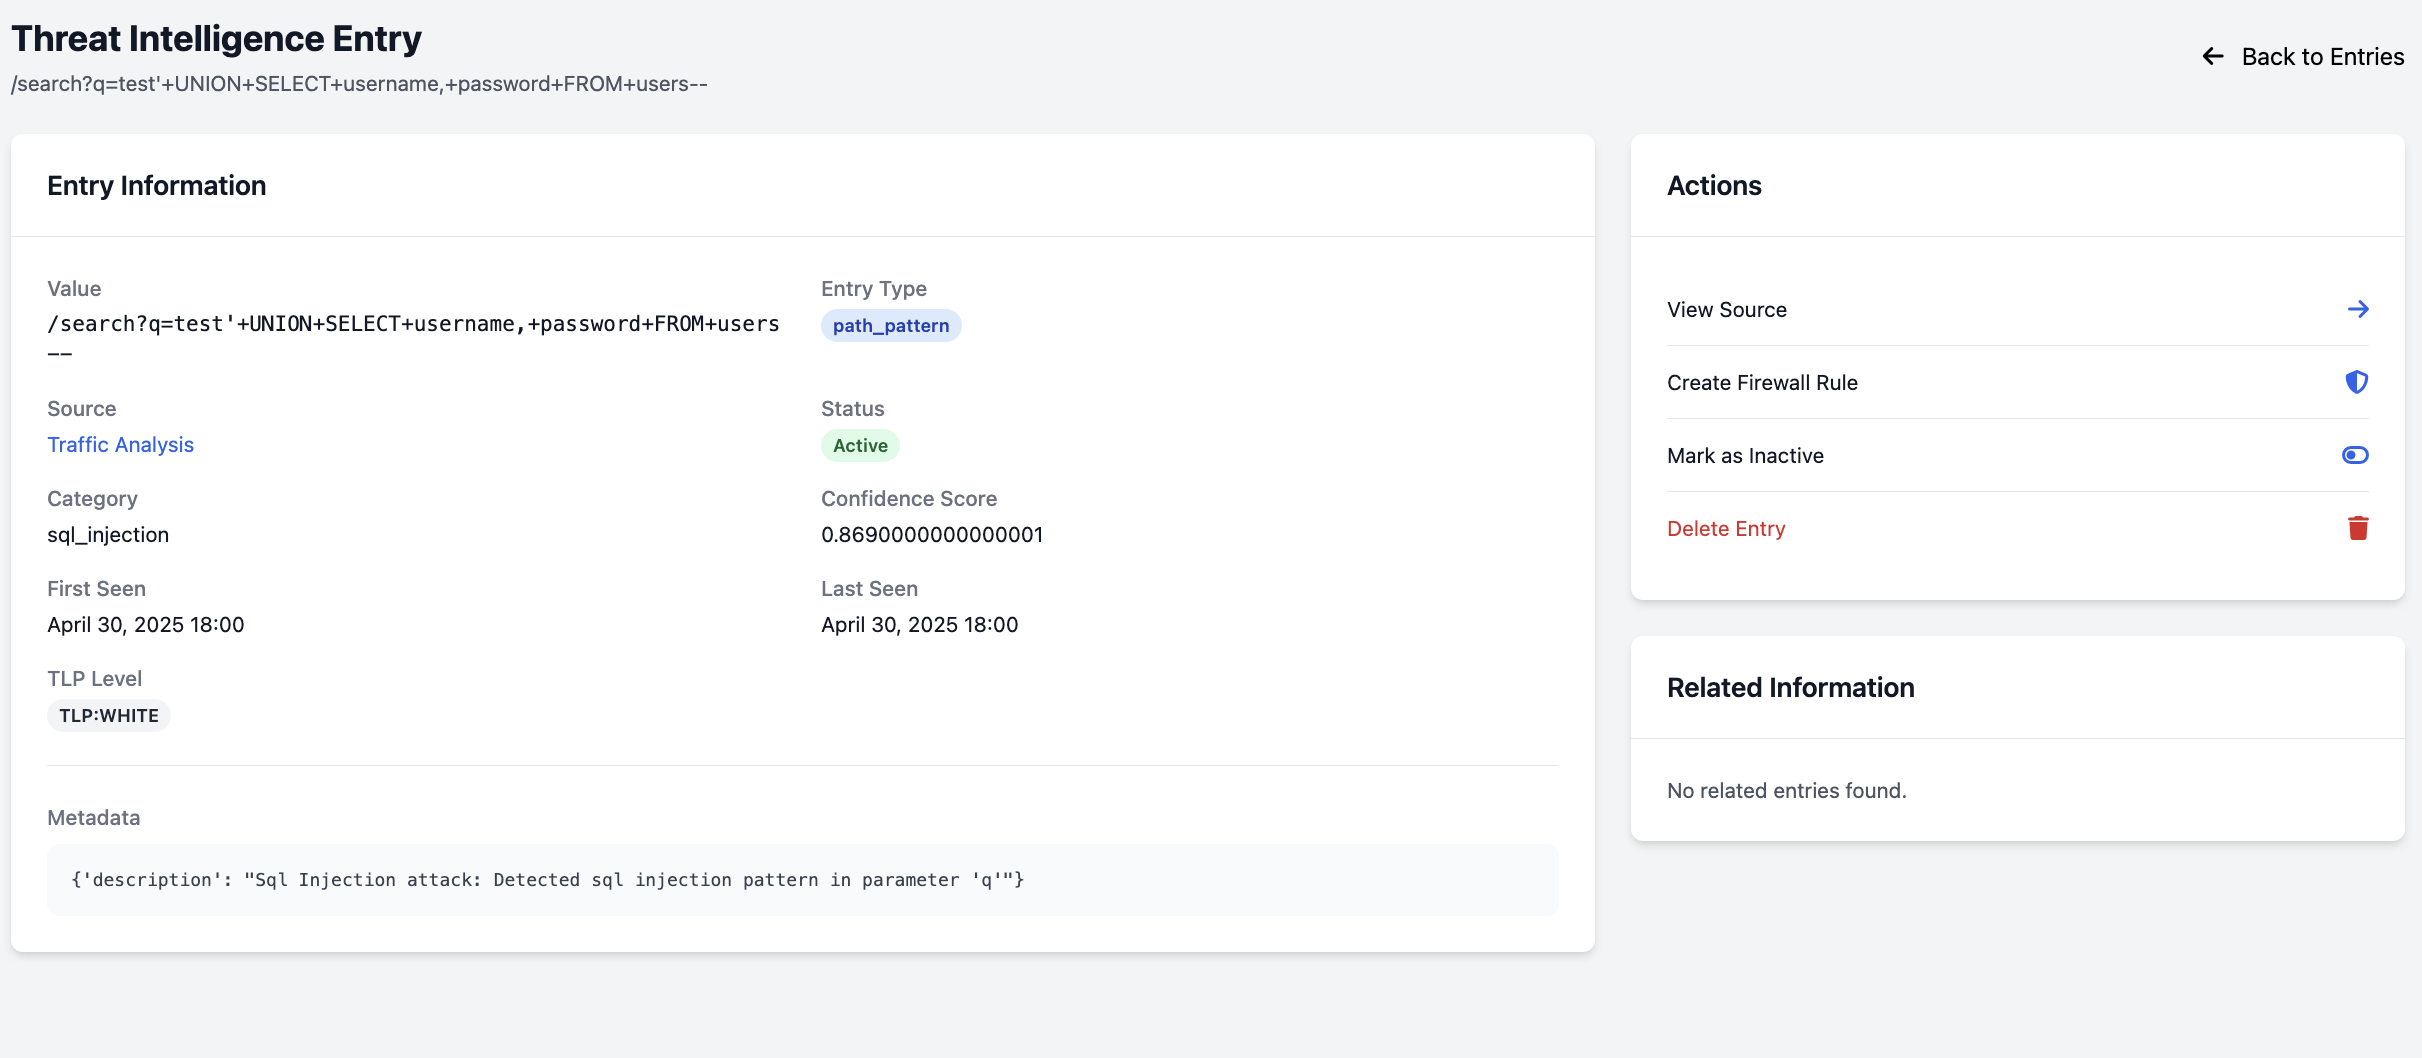 Threat Intelligence Entry
/search?q=test'+UNION+SELECT+username,+password+FROM+users--
Back to Entries
Entry Information
Value
/search?q=test'+UNION+SELECT+username,+password+FROM+users
--
Entry Type
path_pattern
Source
Traffic Analysis
Status
Active
Category
sql_injection
Confidence Score
0.8690000000000001
First Seen
April 30, 2025 18:00
Last Seen
April 30, 2025 18:00
TLP Level
TLP:WHITE
Metadata
{'description': "Sql Injection attack: Detected sql injection pattern in parameter 'q'"}
Actions
View Source
Create Firewall Rule
Mark as Inactive
Delete Entry
Related Information
No related entries found.